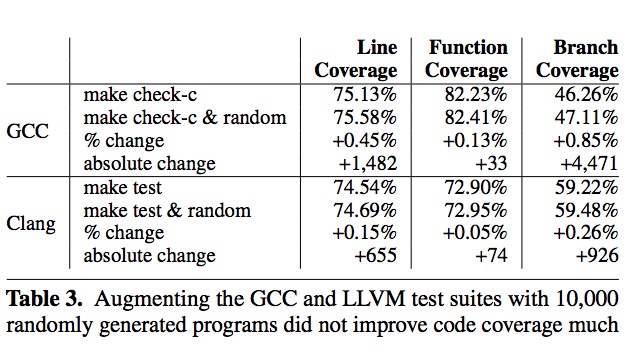 Line Function Branch
Coverage Coverage Coverage
make check-c 75.13% 82.23% 46.26%
make check-c & random 75.58% 82.41% 47.11%
GCC % change +0.45% +0.13% +0.85%
absolute change +1,482 +33 +4,471
make test 74.54% 72.90% 59.22%
make test & random 74.69% 72.95% 59.48%
Clang % change +0.15% +0.05% +0.26%
absolute change +655 +74 +926
Table 3. Augmenting the GCC and LLVM test suites with 10,000
randomly generated programs did not improve code coverage much